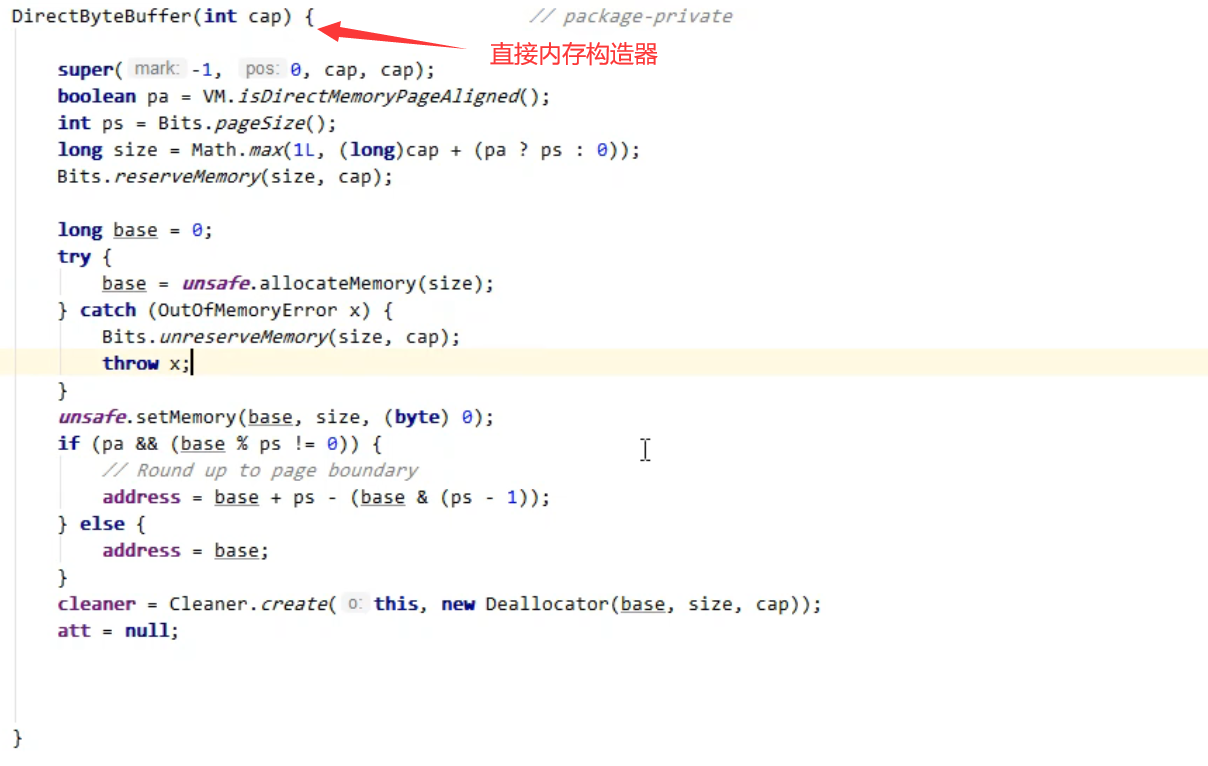 DirectByteBuffer(int cap) {                   // package-private
直接内存构造器
    super( mark: -1, pos: 0, cap, cap);
    boolean pa = VM.isDirectMemoryPageAligned();
    int ps = Bits.pageSize();
    long size = Math.max(1L, (long)cap + (pa ? ps : 0));
    Bits.reserveMemory(size, cap);
    long base = 0;
    try {
        base = unsafe.allocateMemory(size);
    } catch (OutOfMemoryError x) {
        Bits.unreserveMemory(size, cap);
        throw x;
    }
    unsafe.setMemory(base, size, (byte) 0);
    if (pa && (base % ps != 0)) {
        // Round up to page boundary
        address = base + ps - (base & (ps - 1));
    } else {
        address = base;
    }
    cleaner = Cleaner.create( o: this, new Deallocator(base, size, cap));
    att = null;
}